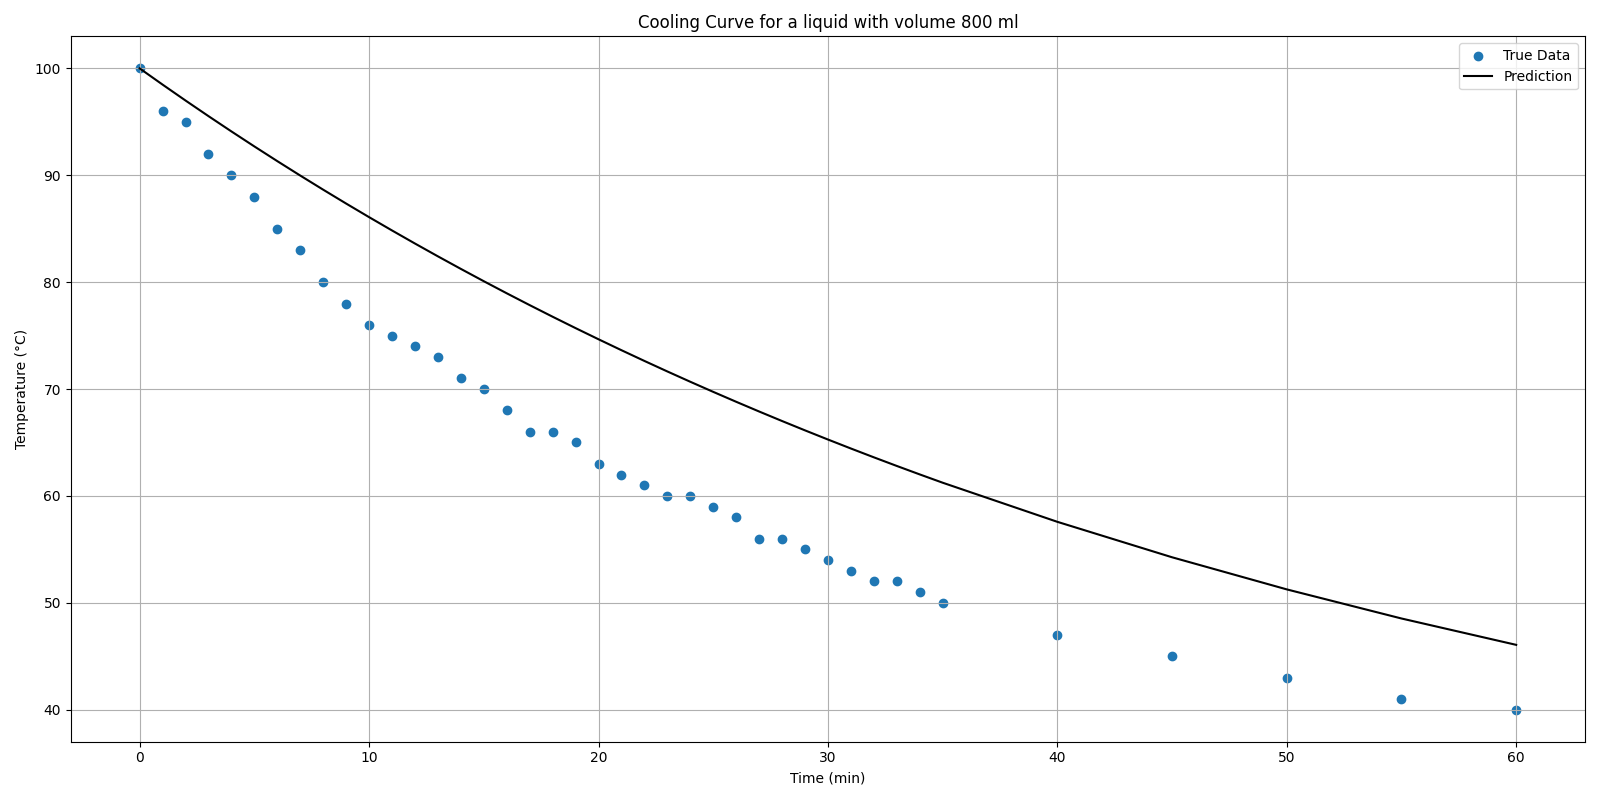 Cooling Curve for a liquid with volume 800 ml
True Data
Prediction
Temperature (°C)
100
90
80
70
60
50
40
0 10 20 30 40 50 60
Time (min)